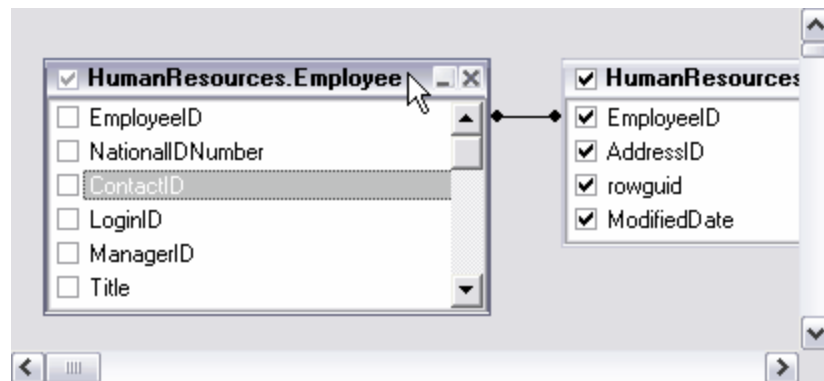 HumanResources.Employee
EmployeeID
NationalIDNumber
ContactID
LoginID
ManagerID
Title
HumanResources
EmployeeID
AddressID
rowguid
ModifiedDate